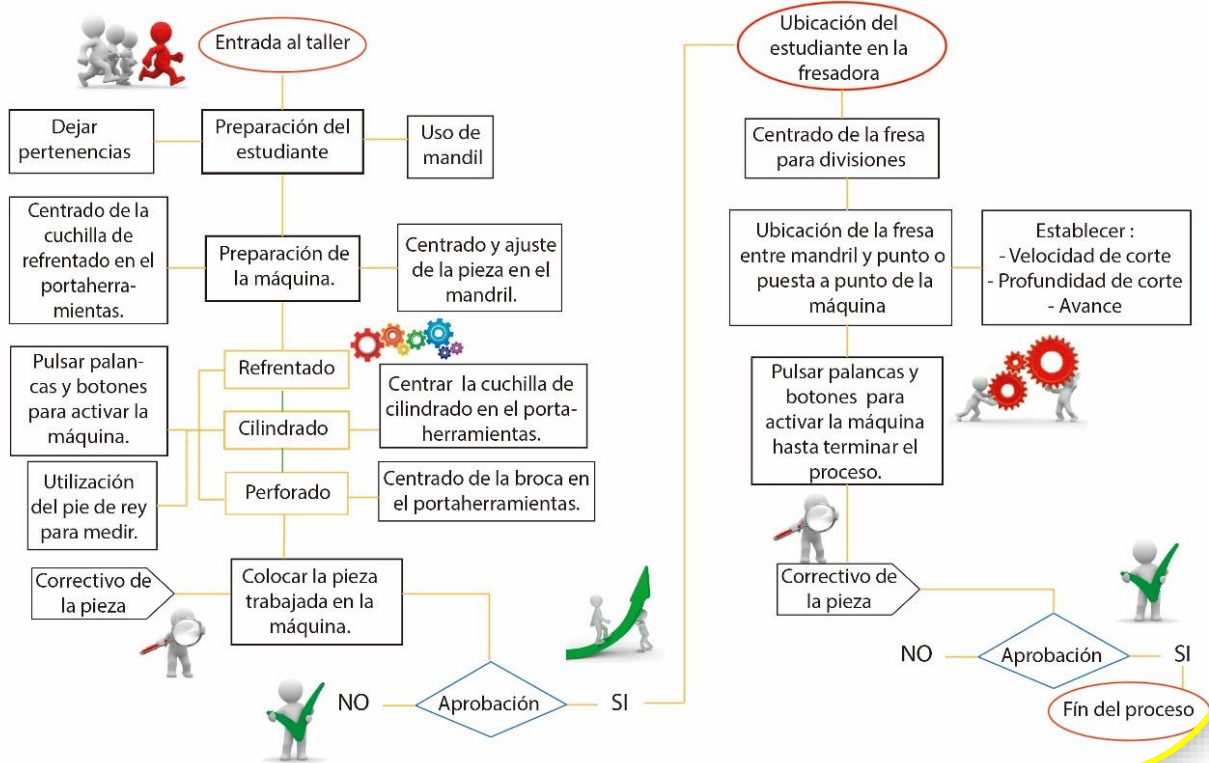 Entrada al taller
Dejar
pertenencias
Preparación del
estudiante
Uso de
mandil
Centrado de la
cuchilla de
refrentado en el
portaherra-
mientas.
Preparación de
la máquina.
Centrado y ajuste
de la pieza en el
mandril.
Refrentado
Pulsar palan-
cas y botones
para activar la
máquina.
Cilindrado
Centrar la cuchilla de
cilindrado en el porta-
herramientas.
Utilización
del pie de rey
para medir.
Perforado
Centrado de la broca en
el portaherramientas.
Correctivo de
la pieza
Colocar la pieza
trabajada en la
máquina.
NO
Aprobación
SI
Ubicación del
estudiante en la
fresadora
Centrado de la fresa
para divisiones
Ubicación de la fresa
entre mandril y punto o
puesta a punto de la
máquina
Establecer :
- Velocidad de corte
- Profundidad de corte
- Avance
Pulsar palancas y
botones para
activar la máquina
hasta terminar el
proceso.
Correctivo de
la pieza
NO
Aprobación
SI
Fín del proceso